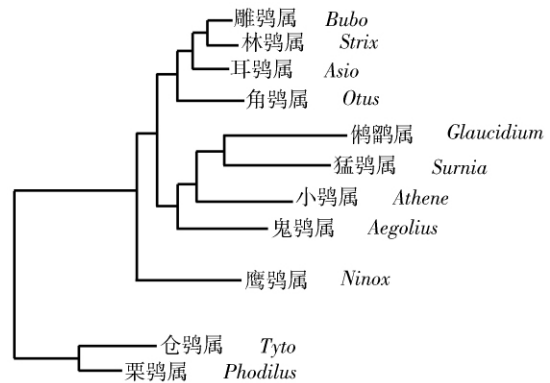 雕鸮属 Bubo
林鸮属 Strix
耳鸮属 Asio
角鸮属 Otus
鸺鹠属 Glaucidium
猛鸮属 Surnia
小鸮属 Athene
鬼鸮属 Aegolius
鹰鸮属 Ninox
仓鸮属 Tyto
栗鸮属 Phodilus